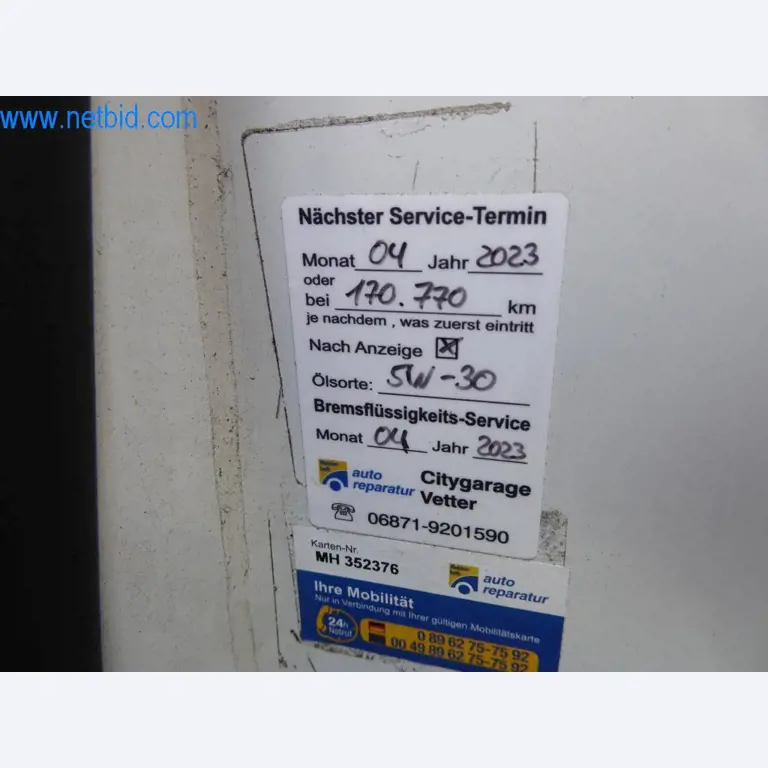 www.netbid.com
Nächster Service-Termin
Monat 04 Jahr 2023
oder
bei 170.770 km
je nachdem , was zuerst eintritt
Nach Anzeige ☒
Ölsorte: 5W-30
Bremsflüssigkeits-Service
Monat 04 Jahr 2023
auto
reparatur
Citygarage
Vetter
☏ 06871-9201590
Karten-Nr.
MH 352376
auto
reparatur
Ihre Mobilität
Nur in Verbindung mit Ihrer gültigen Mobilitätskarte
24h
Notruf
0 89 62 75-75 92
00 49 89 62 75-75 92